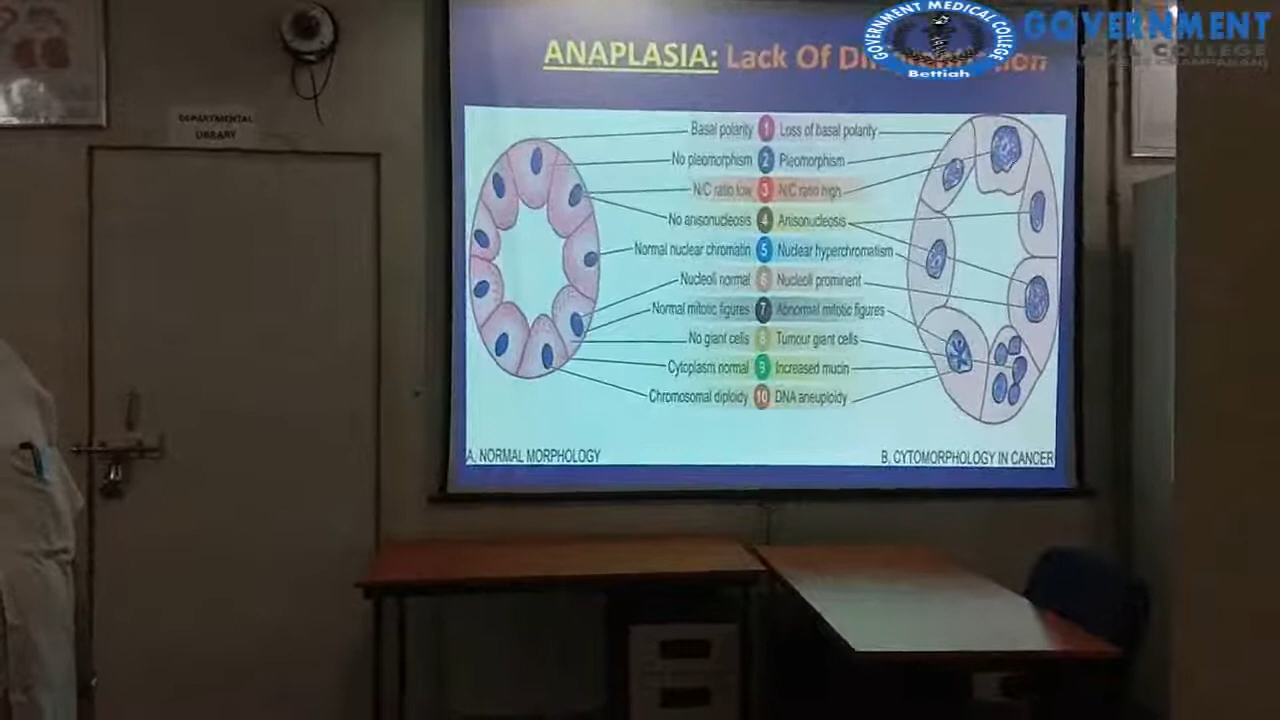 GOVERNMENT MEDICAL COLLEGE
Bettiah
GOVERNMENT
ICAL COLLEGE
ANAPLASIA: Lack Of
DEPARTMENTAL
LIBRARY
Basal polarity 1 Loss of basal polarity
No pleomorphism 2 Pleomorphism
N/C ratio low 3 N/C ratio high
No anisonucleosis 4 Anisonucleosis
Normal nuclear chromatin 5 Nuclear hyperchromatism
Nucleoli normal 6 Nucleoli prominent
Normal mitotic figures 7 Abnormal mitotic figures
No giant cells 8 Tumour giant cells
Cytoplasm normal 9 Increased mucin
Chromosomal diploidy 10 DNA aneuploidy
A. NORMAL MORPHOLOGY
B. CYTOMORPHOLOGY IN CANCER